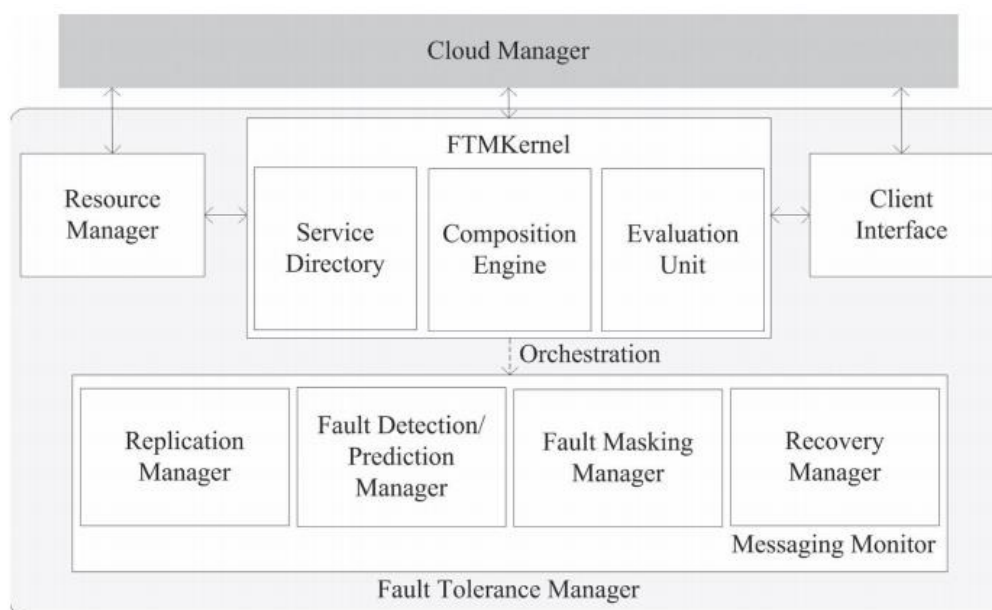 Cloud Manager
FTMKernel
Resource
Manager
Service
Directory
Composition
Engine
Evaluation
Unit
Client
Interface
Orchestration
Replication
Manager
Fault Detection/
Prediction
Manager
Fault Masking
Manager
Recovery
Manager
Messaging Monitor
Fault Tolerance Manager